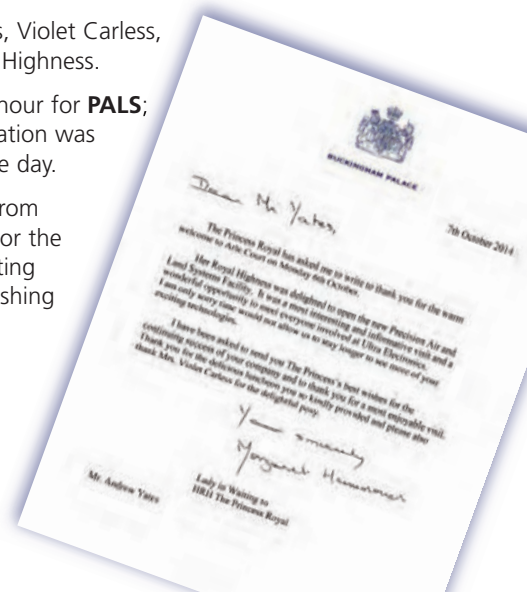 s, Violet Carless,
Highness.
nour for PALS;
ation was
e day.
rom
or the
ting
shing
BUCKINGHAM PALACE
Dear Mr Yates,
7th October 2014
The Princess Royal has asked me to write to thank you for the warm
welcome to Arle Court on Monday 6th October.
Her Royal Highness was delighted to open the new Precision Air and
Land Systems Facility. It was a most interesting and informative visit and a
wonderful opportunity to meet everyone involved at Ultra Electronics.
I am only sorry time would not allow us to stay longer to see more of your
exciting technologies.
I have been asked to send you The Princess's best wishes for the
continuing success of your company and to thank you for a most enjoyable visit.
Thank you for the delicious luncheon you so kindly provided and please also
thank Mrs. Violet Carless for the delightful posy.
Yours sincerely
Margaret
Lady in Waiting to
HRH The Princess Royal
Mr. Andrew Yates